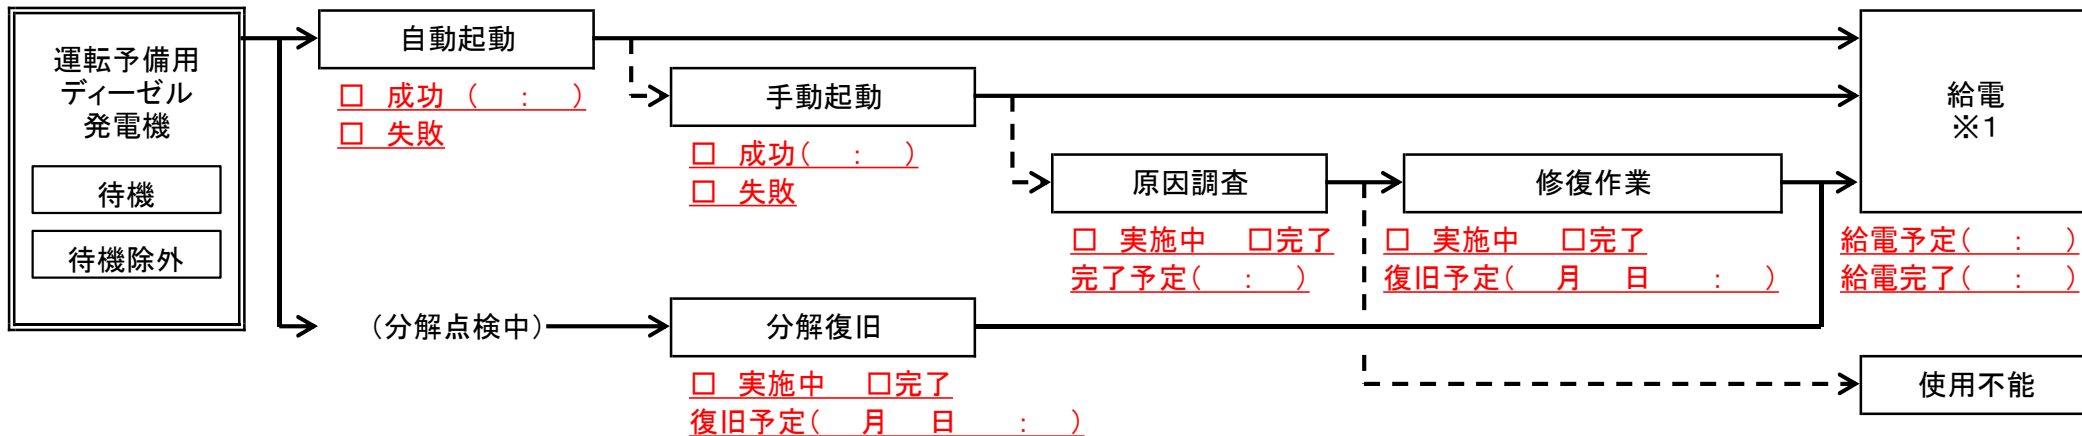 運転予備用
ディーゼル
発電機
待機
待機除外
自動起動
□ 成功 ( : )
□ 失敗
手動起動
□ 成功( : )
□ 失敗
原因調査
□ 実施中 □完了
完了予定( : )
修復作業
□ 実施中 □完了
復旧予定( 月 日 : )
給電
※1
給電予定( : )
給電完了( : )
(分解点検中)
分解復旧
□ 実施中 □完了
復旧予定( 月 日 : )
使用不能